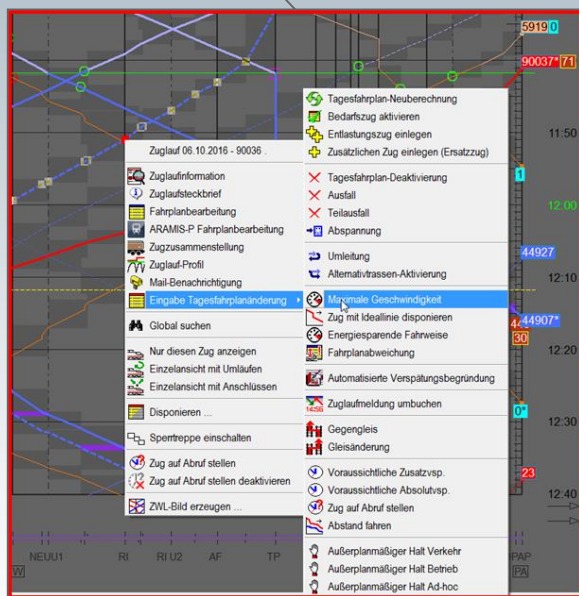 5919 0
90037* 71
11:50
1
12:00
44927
12:10
44907*
30
12:20
0*
12:30
23
12:40
Zuglauf 06.10.2016 - 90036 .
Zuglaufinformation
Zuglaufsteckbrief
Fahrplanbearbeitung
ARAMIS-P Fahrplanbearbeitung
Zugzusammenstellung
Zuglauf-Profil
Mail-Benachrichtigung
Eingabe Tagesfahrplanänderung
Global suchen
Nur diesen Zug anzeigen
Einzelansicht mit Umläufen
Einzelansicht mit Anschlüssen
Disponieren ...
Sperrtreppe einschalten
Zug auf Abruf stellen
Zug auf Abruf stellen deaktivieren
ZWL-Bild erzeugen ...
Tagesfahrplan-Neuberechnung
Bedarfszug aktivieren
Entlastungszug einlegen
Zusätzlichen Zug einlegen (Ersatzzug)
Tagesfahrplan-Deaktivierung
Ausfall
Teilausfall
Abspannung
Umleitung
Alternativtrassen-Aktivierung
Maximale Geschwindigkeit
Zug mit Ideallinie disponieren
Energiesparende Fahrweise
Fahrplanabweichung
Automatisierte Verspätungsbegründung
Zuglaufmeldung umbuchen
Gegengleis
Gleisänderung
Voraussichtliche Zusatzvsp.
Voraussichtliche Absolutvsp.
Zug auf Abruf stellen
Abstand fahren
Außerplanmäßiger Halt Verkehr
Außerplanmäßiger Halt Betrieb
Außerplanmäßiger Halt Ad-hoc
NEUU1 RI RI U2 AF TP PAP
W PA